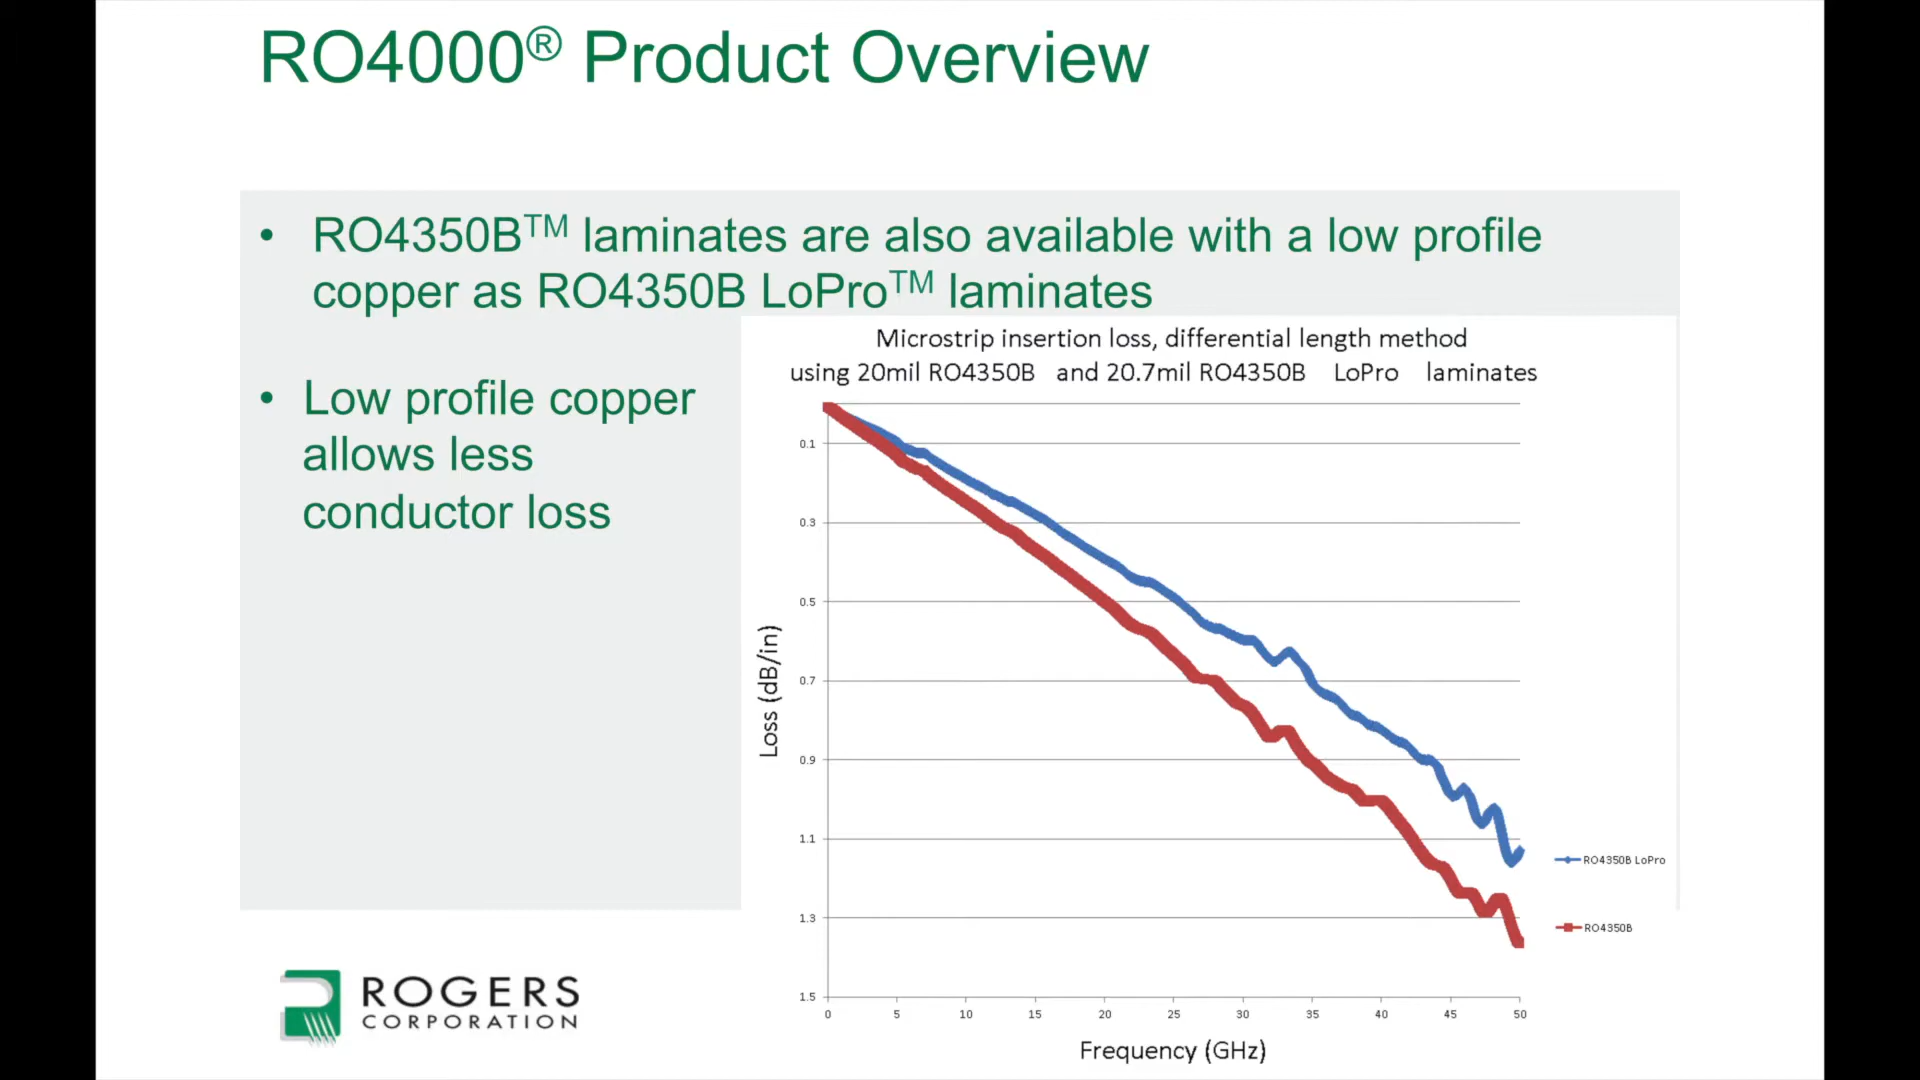 RO4000® Product Overview
• RO4350B™ laminates are also available with a low profile
copper as RO4350B LoPro™ laminates
• Low profile copper
allows less
conductor loss
Microstrip insertion loss, differential length method
using 20mil RO4350B and 20.7mil RO4350B LoPro laminates
Loss (dB/in)
0.1
0.3
0.5
0.7
0.9
1.1
1.3
1.5
0 5 10 15 20 25 30 35 40 45 50
Frequency (GHz)
RO4350B LoPro
RO4350B
ROGERS
CORPORATION